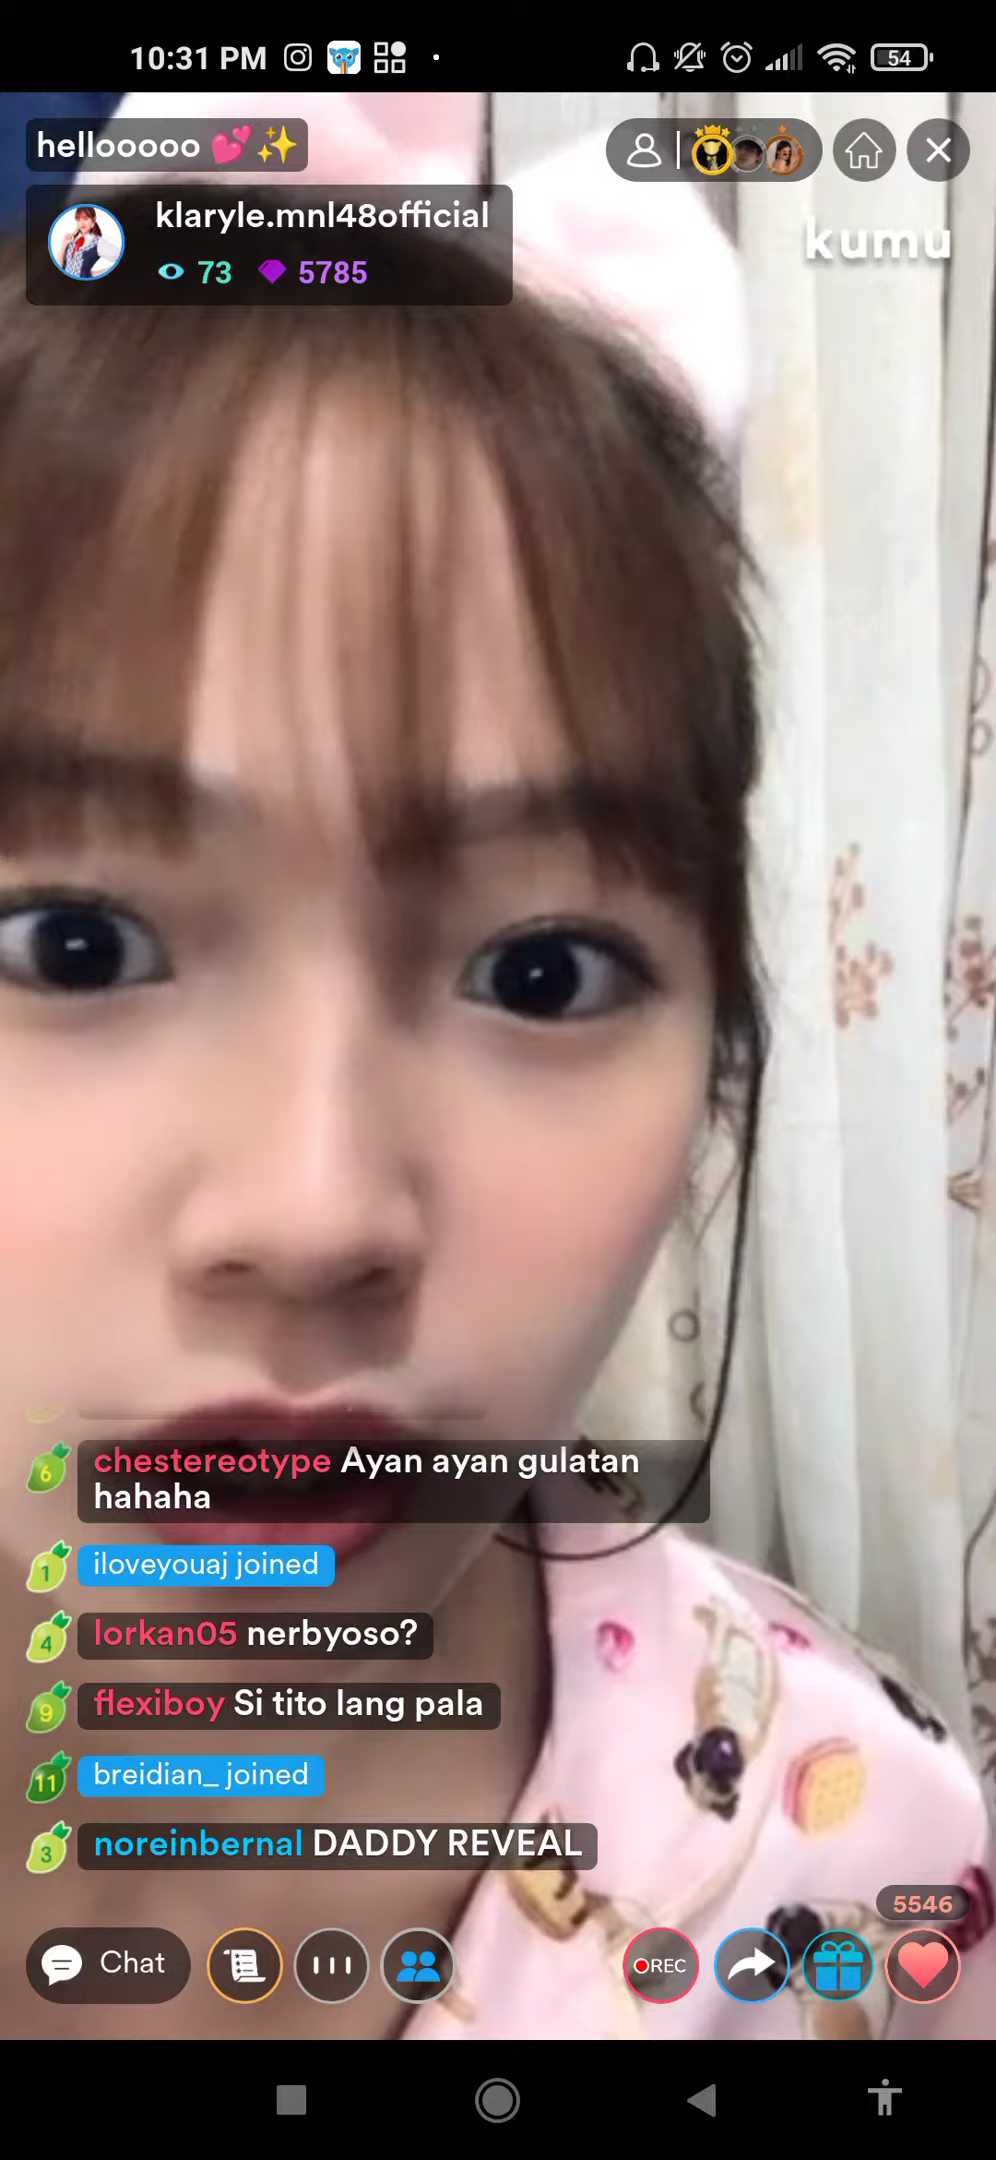 10:31 PM
54
hellooooo 💕✨
klaryle.mnl48official
73 5785
kumu
6 chestereotype Ayan ayan gulatan
hahaha
1 iloveyouaj joined
4 lorkan05 nerbyoso?
9 flexiboy Si tito lang pala
11 breidian_ joined
3 noreinbernal DADDY REVEAL
5546
Chat
REC